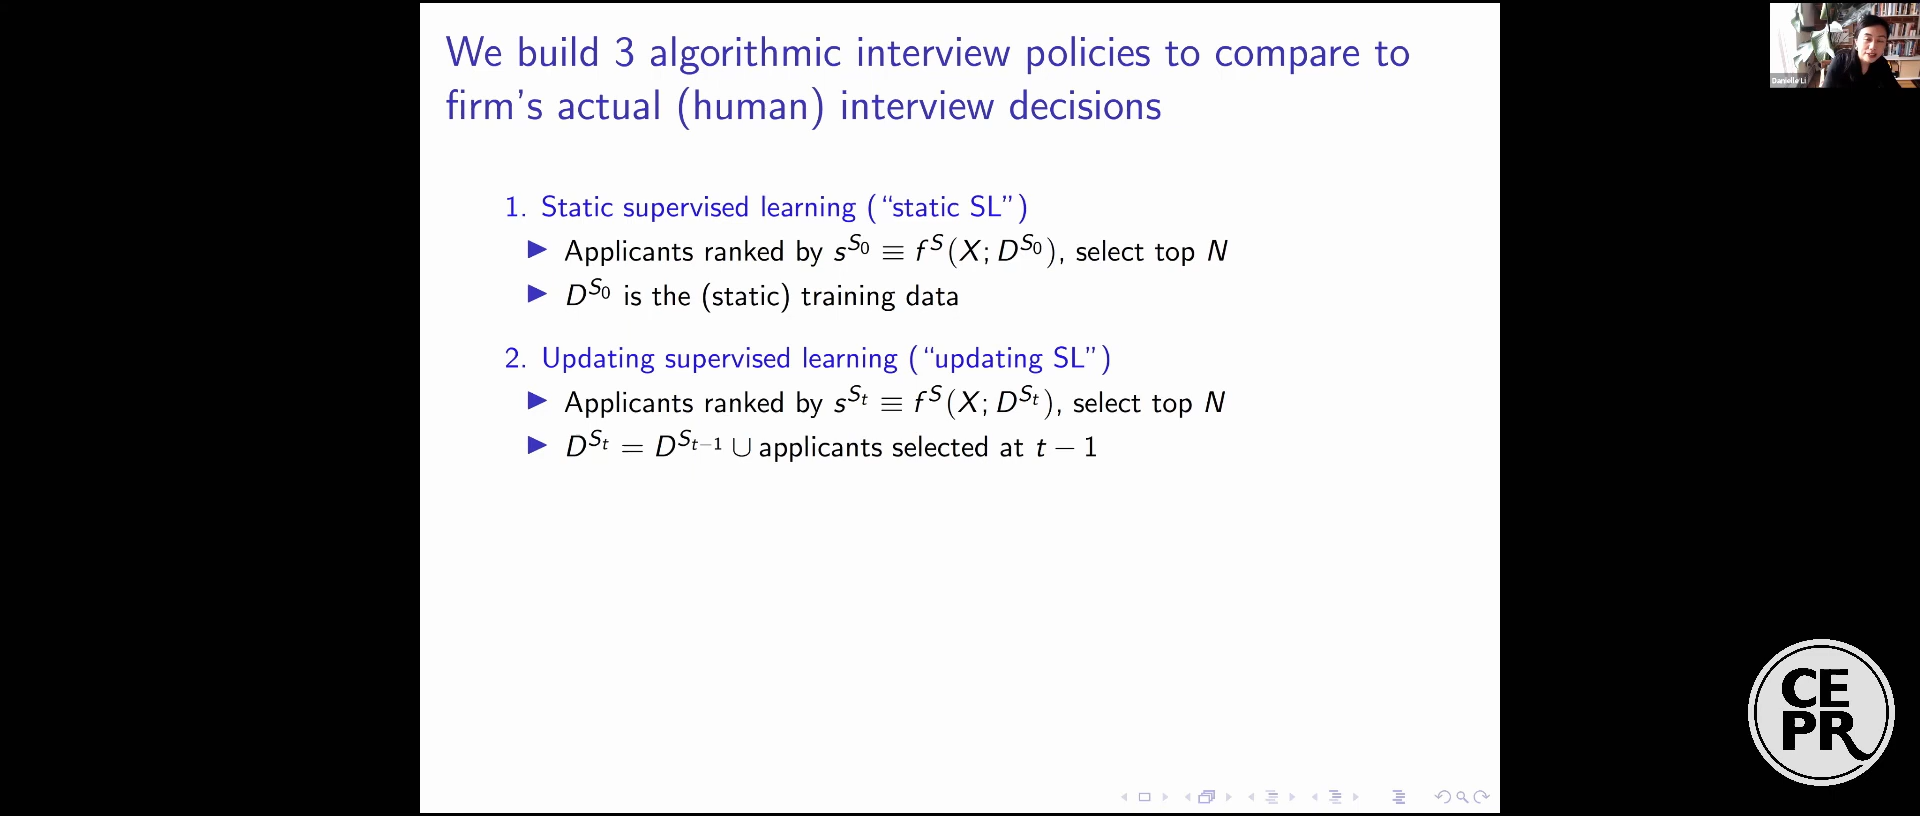 We build 3 algorithmic interview policies to compare to
firm's actual (human) interview decisions
1. Static supervised learning (“static SL”)
▶ Applicants ranked by s^{S_0} ≡ f^S(X; D^{S_0}), select top N
▶ D^{S_0} is the (static) training data
2. Updating supervised learning (“updating SL”)
▶ Applicants ranked by s^{S_t} ≡ f^S(X; D^{S_t}), select top N
▶ D^{S_t} = D^{S_{t−1}} ∪ applicants selected at t − 1
Danielle Li
CE
PR